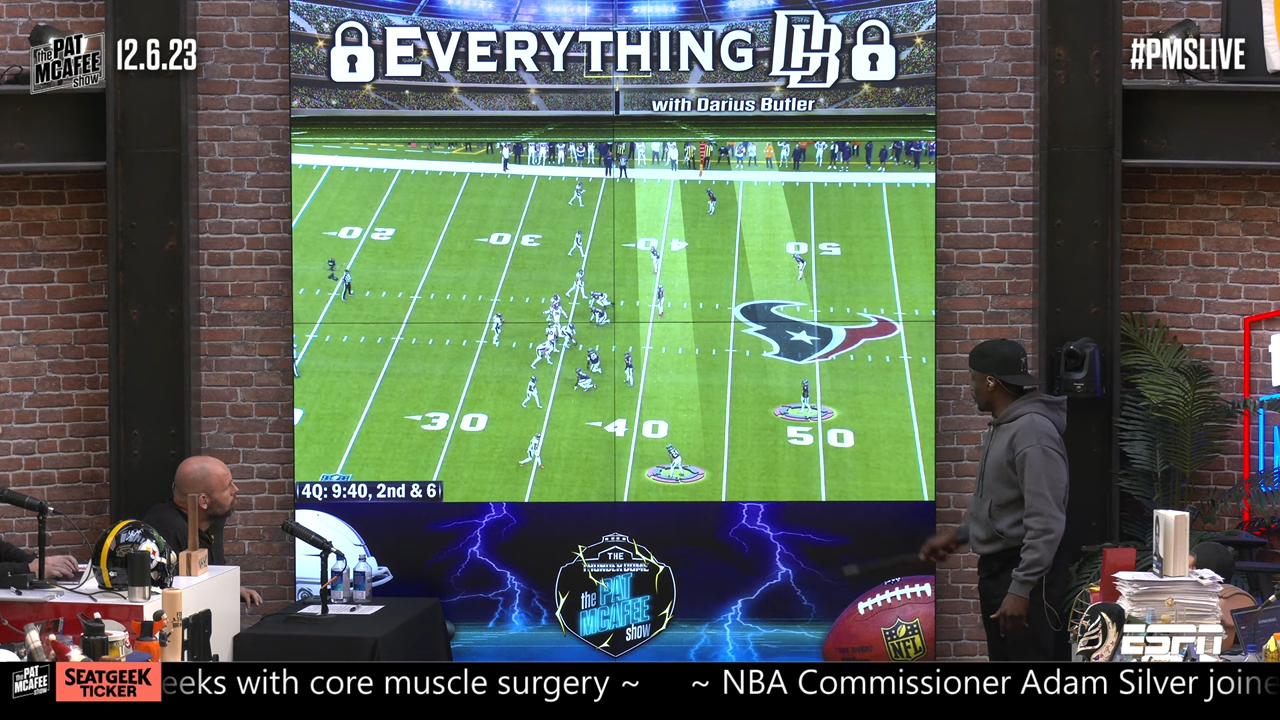 the PAT MCAFEE show
12.6.23
#PMSLIVE
EVERYTHING DB
with Darius Butler
20 30 40 50
30 40 50
4Q: 9:40, 2nd & 6
THE THUNDERDOME
the PAT MCAFEE show
NFL
ESPN
the PAT MCAFEE show
SEATGEEK TICKER
eeks with core muscle surgery ~ ~ NBA Commissioner Adam Silver joine